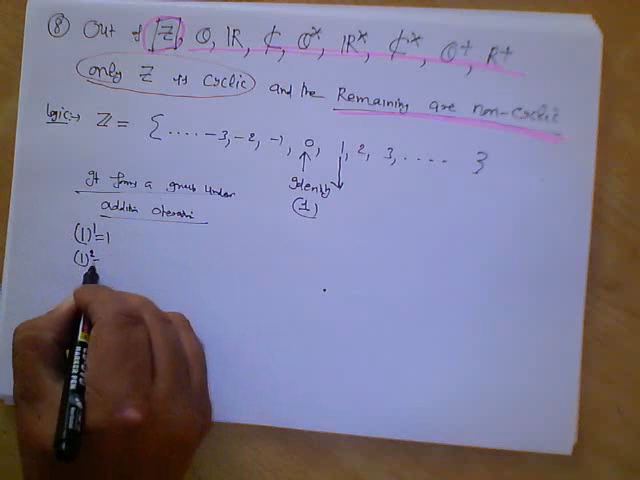 ⑧ Out of Z, Q, IR, ₵, Q*, IR*, ₵*, Q+, R+
only Z is cyclic and the Remaining are non-cyclic
logic:→ Z = { .... -3, -2, -1, 0, 1, 2, 3, .... }
Identity
(1)
It forms a group under
addition
(1)¹=1
(1)²=